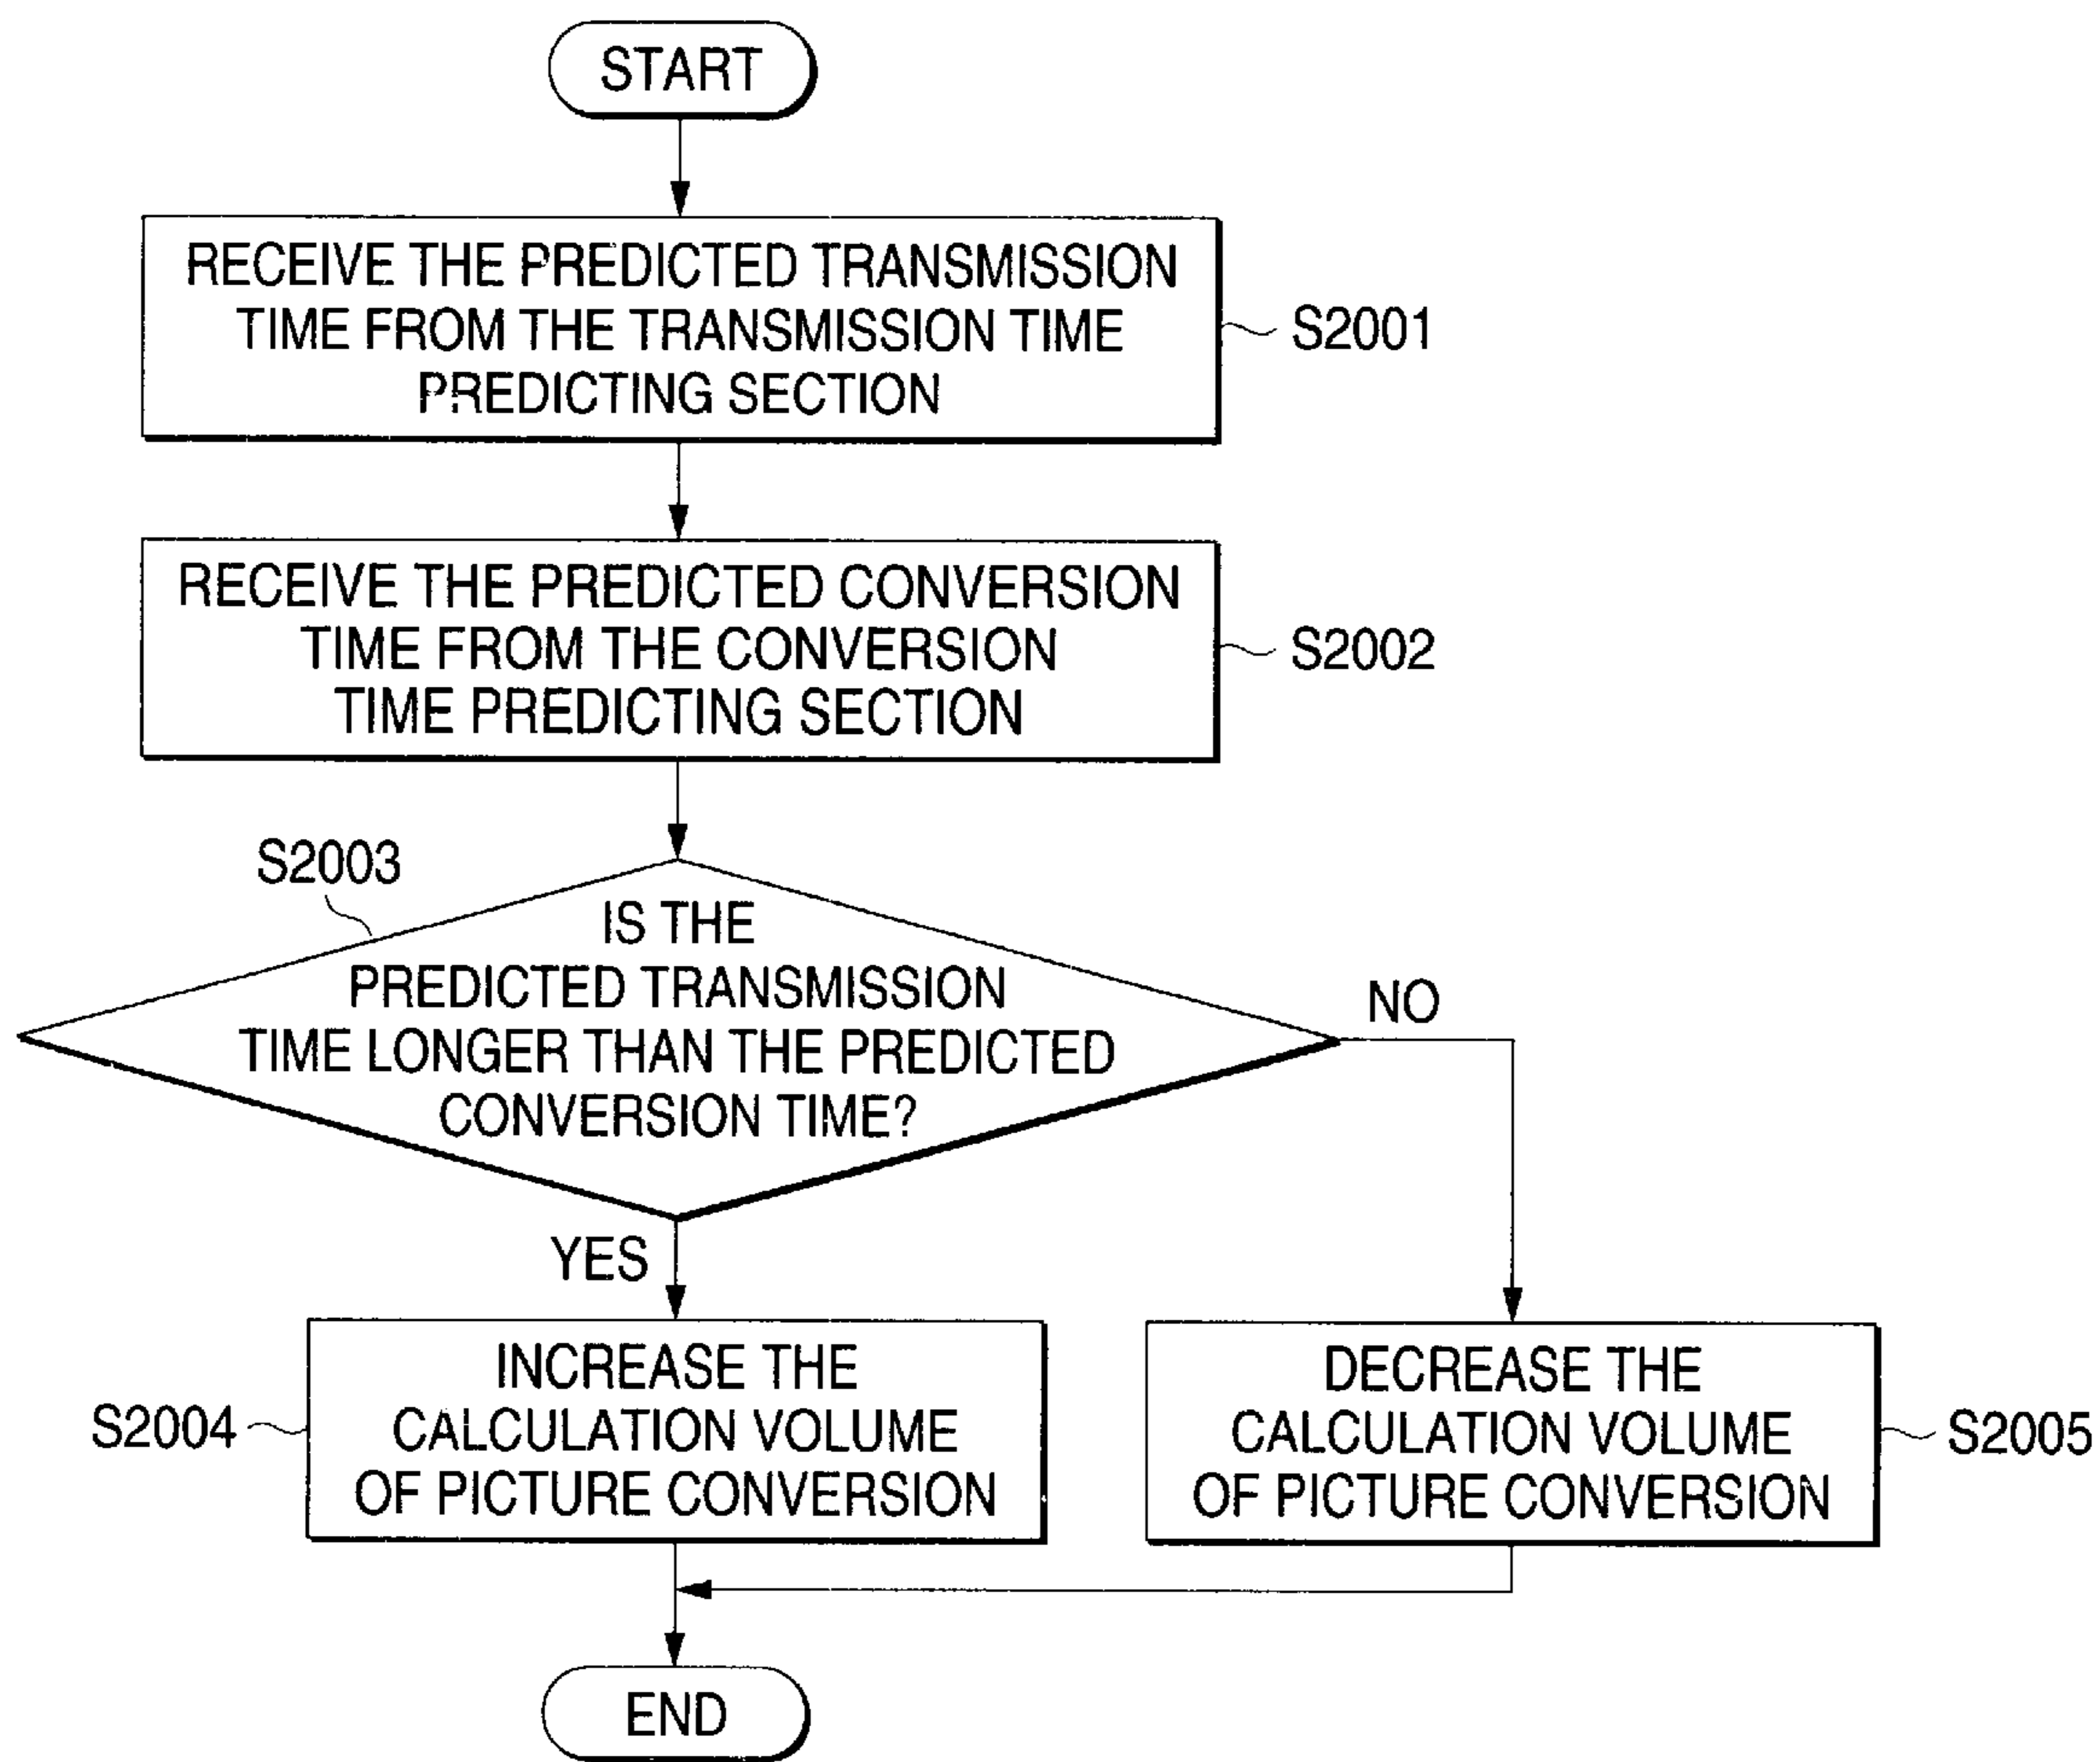 START
RECEIVE THE PREDICTED TRANSMISSION
TIME FROM THE TRANSMISSION TIME
PREDICTING SECTION
S2001
RECEIVE THE PREDICTED CONVERSION
TIME FROM THE CONVERSION
TIME PREDICTING SECTION
S2002
S2003
IS THE
PREDICTED TRANSMISSION
TIME LONGER THAN THE PREDICTED
CONVERSION TIME?
NO
YES
INCREASE THE
CALCULATION VOLUME
OF PICTURE CONVERSION
S2004
DECREASE THE
CALCULATION VOLUME
OF PICTURE CONVERSION
S2005
END